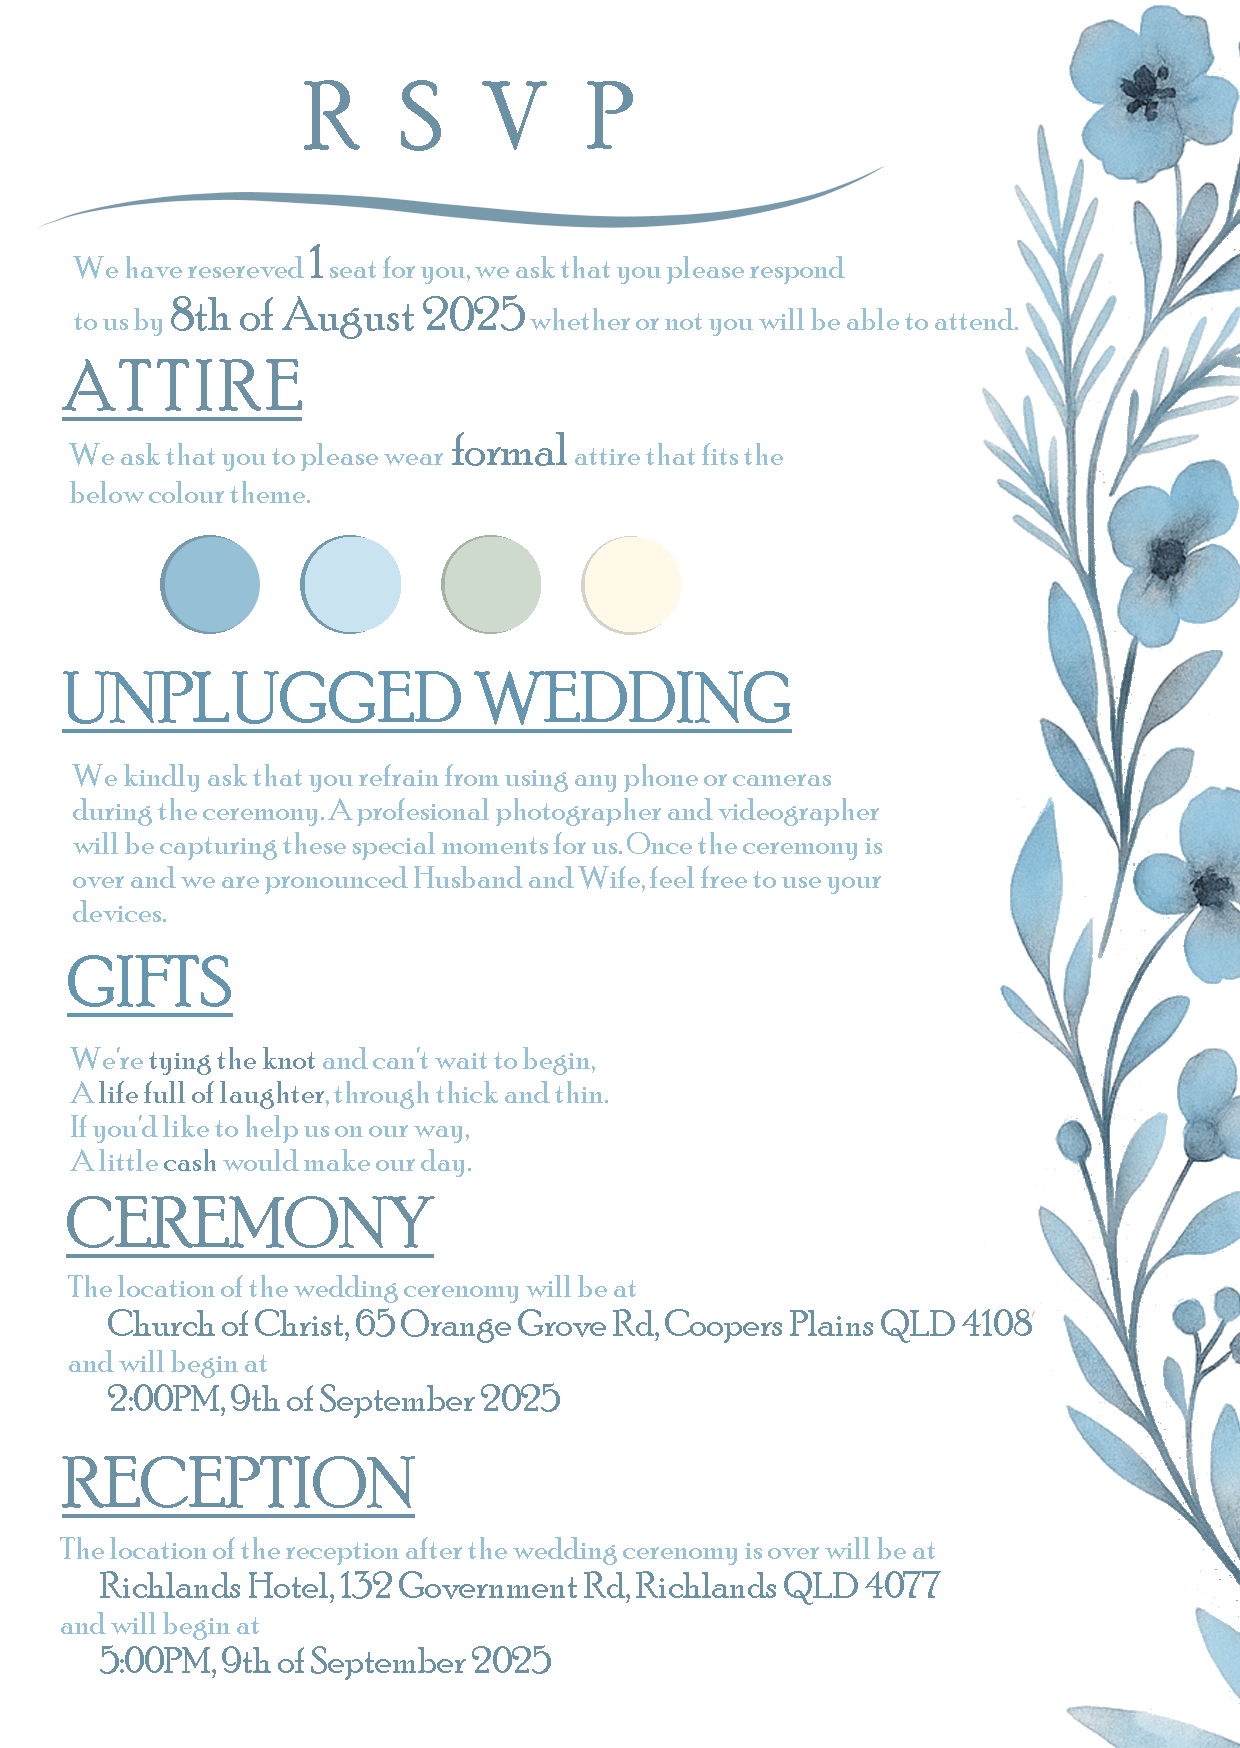 R S V P
We have resereved 1 seat for you, we ask that you please respond
to us by 8th of August 2025 whether or not you will be able to attend.
ATTIRE
We ask that you to please wear formal attire that fits the
below colour theme.
UNPLUGGED WEDDING
We kindly ask that you refrain from using any phone or cameras
during the ceremony. A profesional photographer and videographer
will be capturing these special moments for us. Once the ceremony is
over and we are pronounced Husband and Wife, feel free to use your
devices.
GIFTS
We're tying the knot and can't wait to begin,
A life full of laughter, through thick and thin.
If you'd like to help us on our way,
A little cash would make our day.
CEREMONY
The location of the wedding cerenomy will be at
Church of Christ, 65 Orange Grove Rd, Coopers Plains QLD 4108
and will begin at
2:00PM, 9th of September 2025
RECEPTION
The location of the reception after the wedding cerenomy is over will be at
Richlands Hotel, 132 Government Rd, Richlands QLD 4077
and will begin at
5:00PM, 9th of September 2025